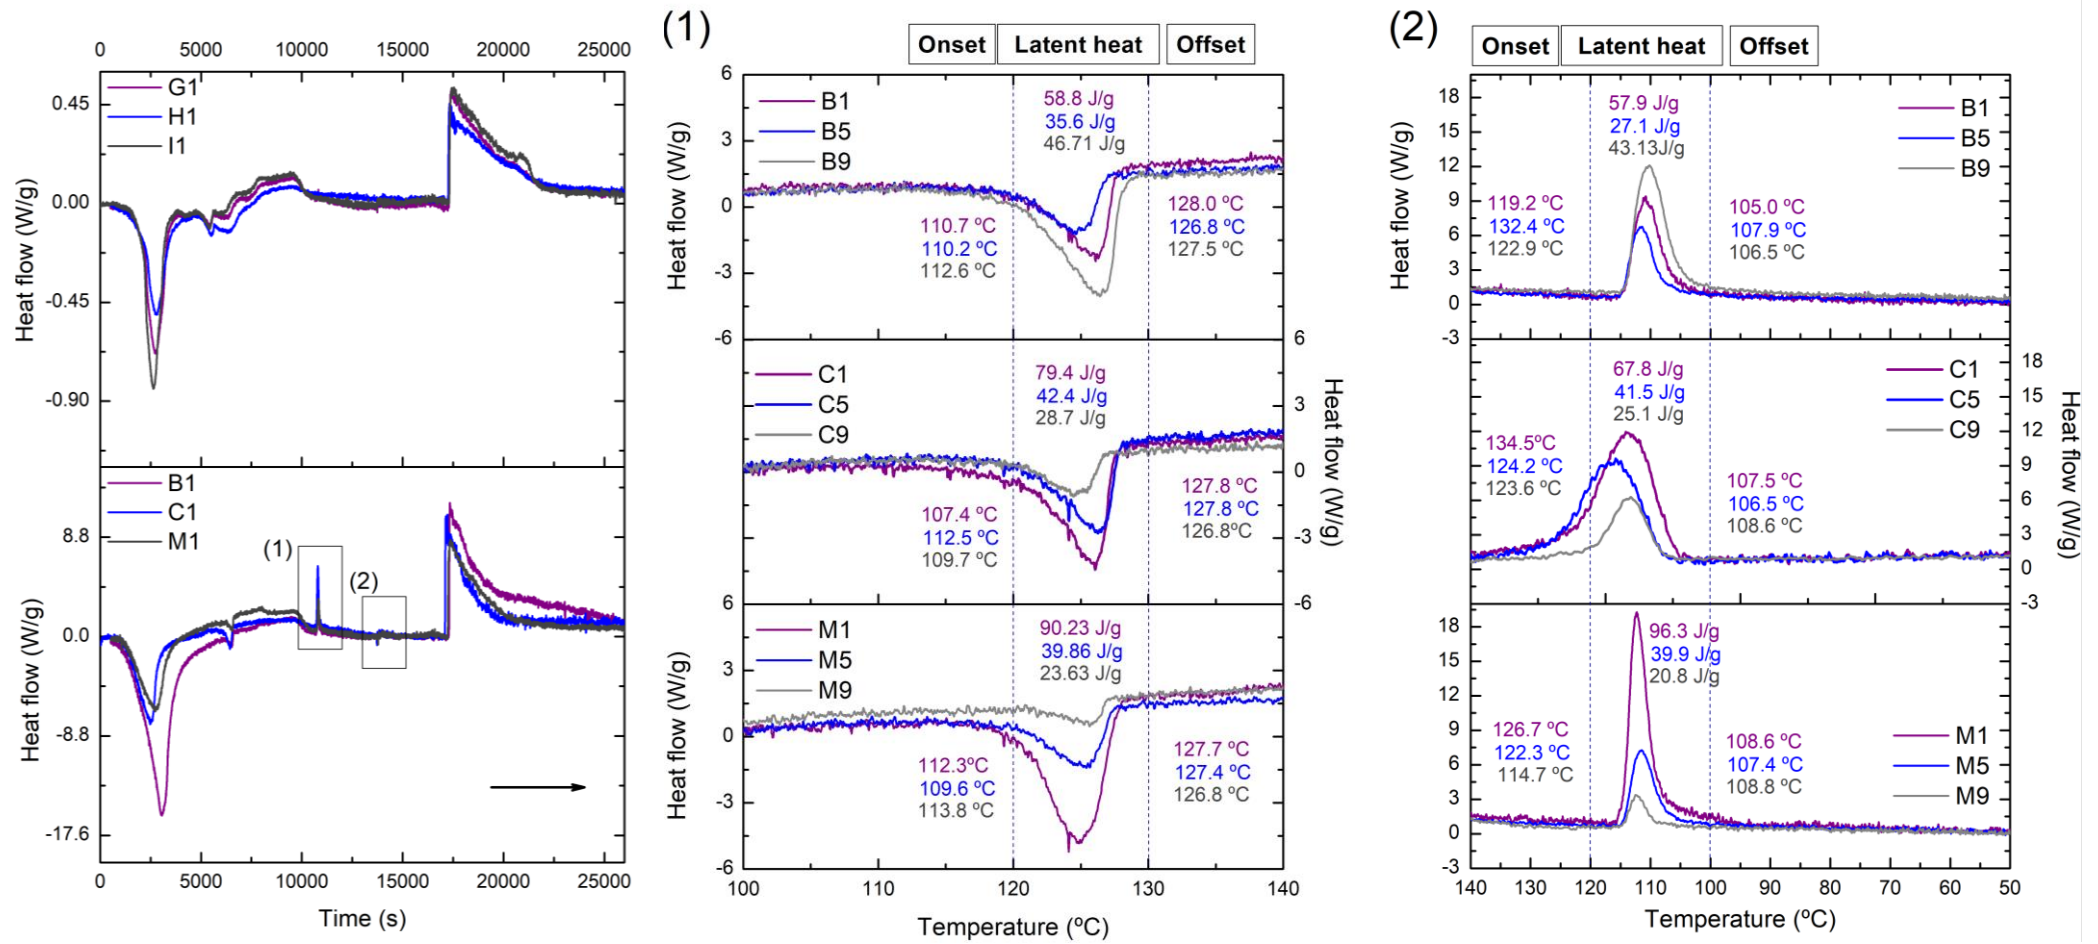 0 5000 10000 15000 20000 25000
G1
H1
I1
0.45
0.00
-0.45
-0.90
Heat flow (W/g)
B1
C1
M1
(1)
(2)
8.8
0.0
-8.8
-17.6
Heat flow (W/g)
0 5000 10000 15000 20000 25000
Time (s)
(1)
Onset Latent heat Offset
6
3
0
-3
-6
Heat flow (W/g)
B1
B5
B9
58.8 J/g
35.6 J/g
46.71 J/g
110.7 ºC
110.2 ºC
112.6 ºC
128.0 ºC
126.8 ºC
127.5 ºC
C1
C5
C9
79.4 J/g
42.4 J/g
28.7 J/g
107.4 ºC
112.5 ºC
109.7 ºC
127.8 ºC
127.8 ºC
126.8ºC
6
3
0
-3
-6
Heat flow (W/g)
6
3
0
-3
-6
Heat flow (W/g)
M1
M5
M9
90.23 J/g
39.86 J/g
23.63 J/g
112.3ºC
109.6 ºC
113.8 ºC
127.7 ºC
127.4 ºC
126.8 ºC
100 110 120 130 140
Temperature (ºC)
(2)
Onset Latent heat Offset
18
15
12
9
6
3
0
-3
Heat flow (W/g)
57.9 J/g
27.1 J/g
43.13J/g
B1
B5
B9
119.2 ºC
132.4 ºC
122.9 ºC
105.0 ºC
107.9 ºC
106.5 ºC
67.8 J/g
41.5 J/g
25.1 J/g
C1
C5
C9
134.5ºC
124.2 ºC
123.6 ºC
107.5 ºC
106.5 ºC
108.6 ºC
18
15
12
9
6
3
0
-3
Heat flow (W/g)
18
15
12
9
6
3
0
-3
Heat flow (W/g)
96.3 J/g
39.9 J/g
20.8 J/g
126.7 ºC
122.3 ºC
114.7 ºC
108.6 ºC
107.4 ºC
108.8 ºC
M1
M5
M9
140 130 120 110 100 90 80 70 60 50
Temperature (ºC)